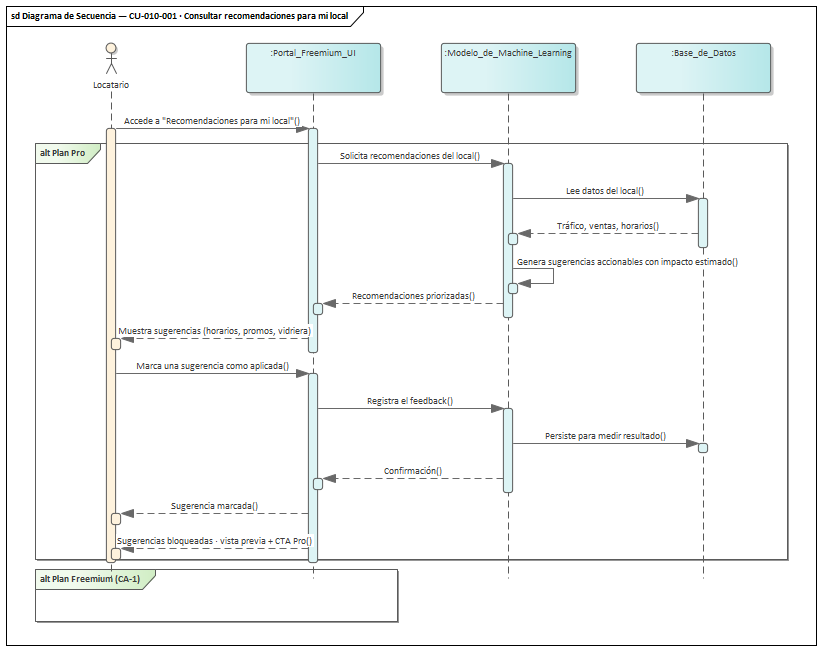 sd Diagrama de Secuencia — CU-010-001 · Consultar recomendaciones para mi local
Locatario
:Portal_Freemium_UI
:Modelo_de_Machine_Learning
:Base_de_Datos
Accede a "Recomendaciones para mi local"()
alt Plan Pro
Solicita recomendaciones del local()
Lee datos del local()
Tráfico, ventas, horarios()
Genera sugerencias accionables con impacto estimado()
Recomendaciones priorizadas()
Muestra sugerencias (horarios, promos, vidriera)
Marca una sugerencia como aplicada()
Registra el feedback()
Persiste para medir resultado()
Confirmación()
Sugerencia marcada()
Sugerencias bloqueadas · vista previa + CTA Pro()
alt Plan Freemium (CA-1)